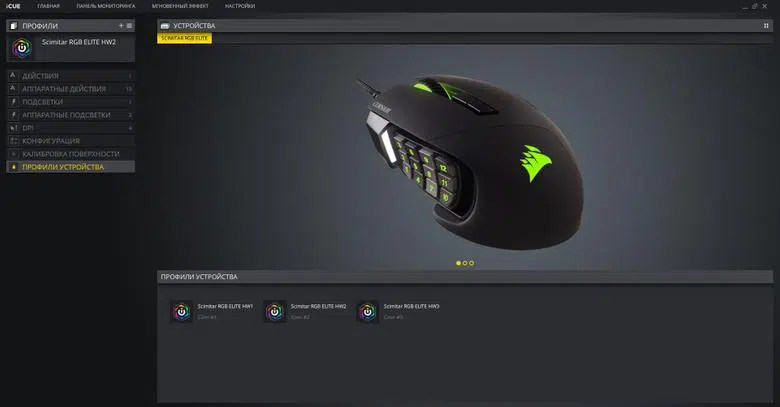 iCUE ГЛАВНАЯ ПАНЕЛЬ МОНИТОРИНГА МГНОВЕННЫЙ ЭФФЕКТ НАСТРОЙКИ
ПРОФИЛИ
Scimitar RGB ELITE HW2
ДЕЙСТВИЯ 1
АППАРАТНЫЕ ДЕЙСТВИЯ 13
ПОДСВЕТКИ 1
АППАРАТНЫЕ ПОДСВЕТКИ 2
DPI 4
КОНФИГУРАЦИЯ
КАЛИБРОВКА ПОВЕРХНОСТИ
ПРОФИЛИ УСТРОЙСТВА
УСТРОЙСТВА
SCIMITAR RGB ELITE
CORSAIR
12
11
10
7
ПРОФИЛИ УСТРОЙСТВА
Scimitar RGB ELITE HW1
Слот #1
Scimitar RGB ELITE HW2
Слот #2
Scimitar RGB ELITE HW3
Слот #3